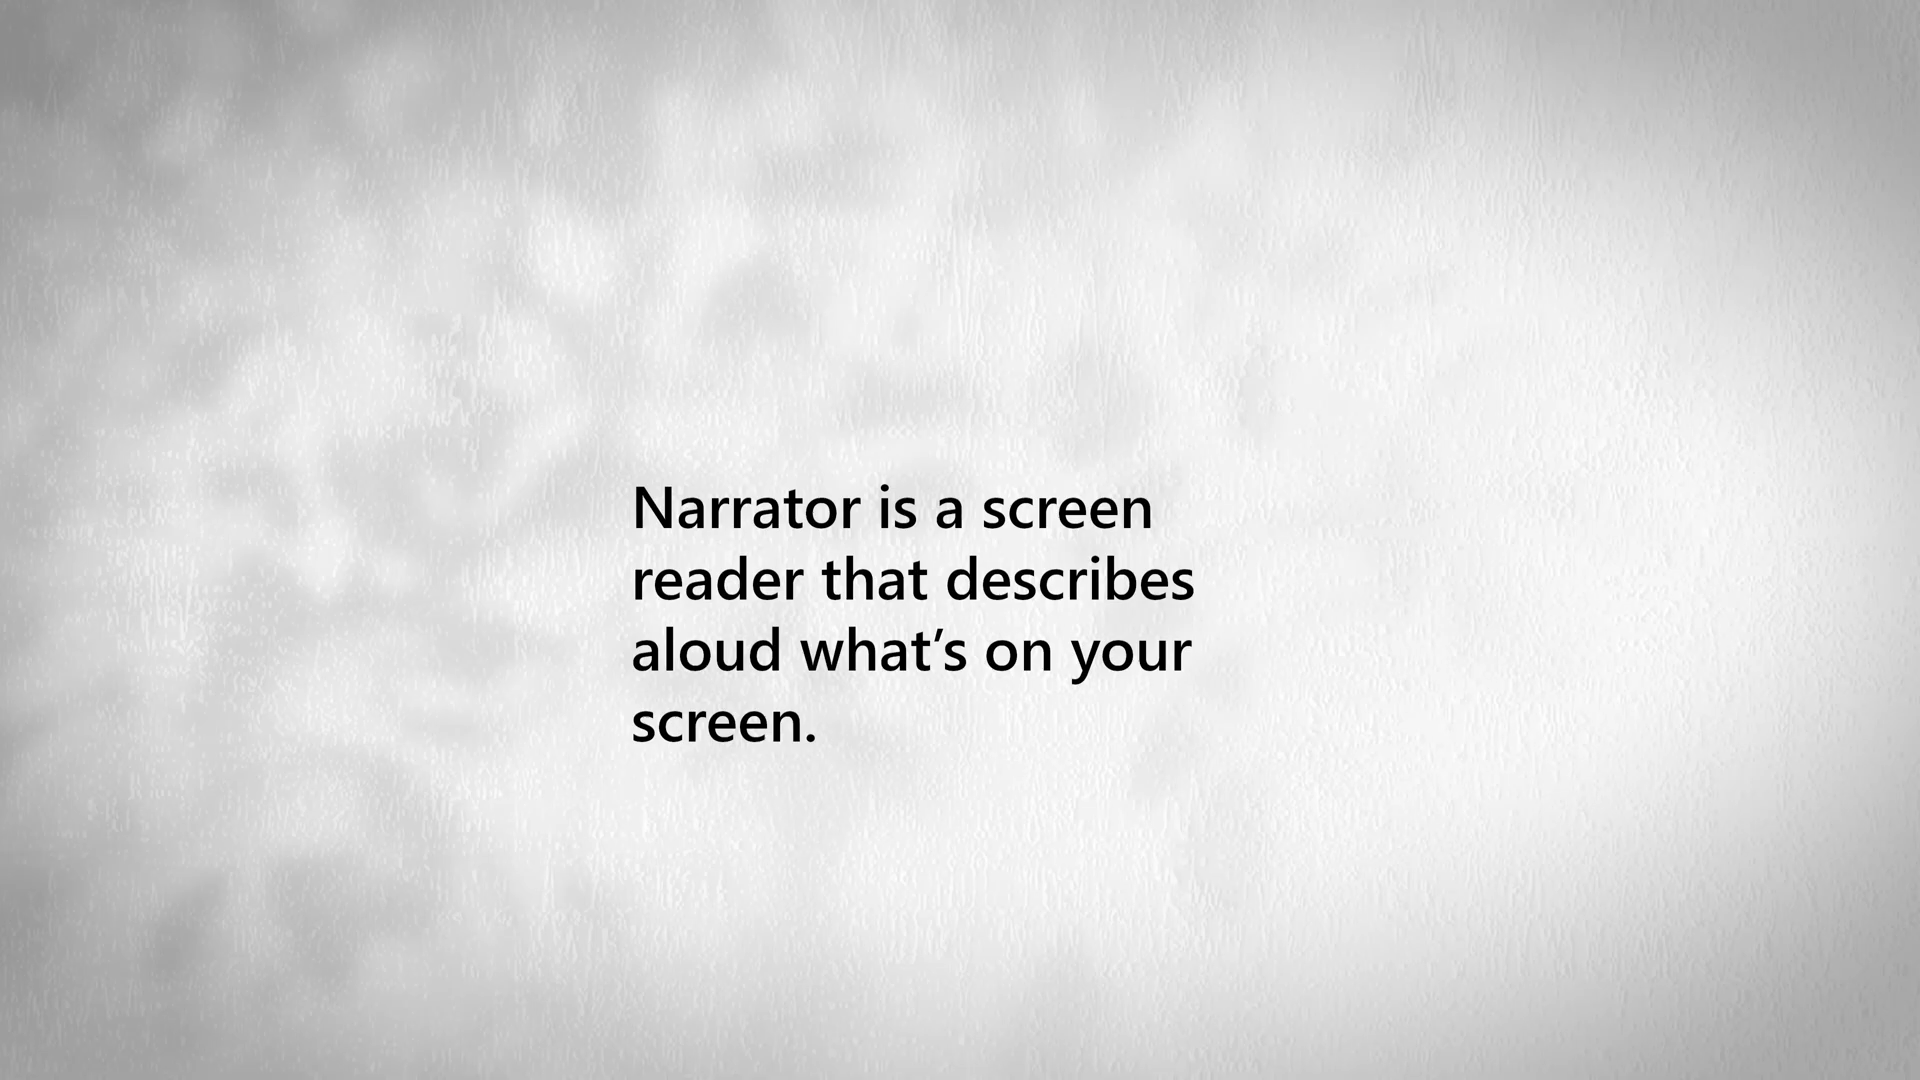 Narrator is a screen
reader that describes
aloud what’s on your
screen.